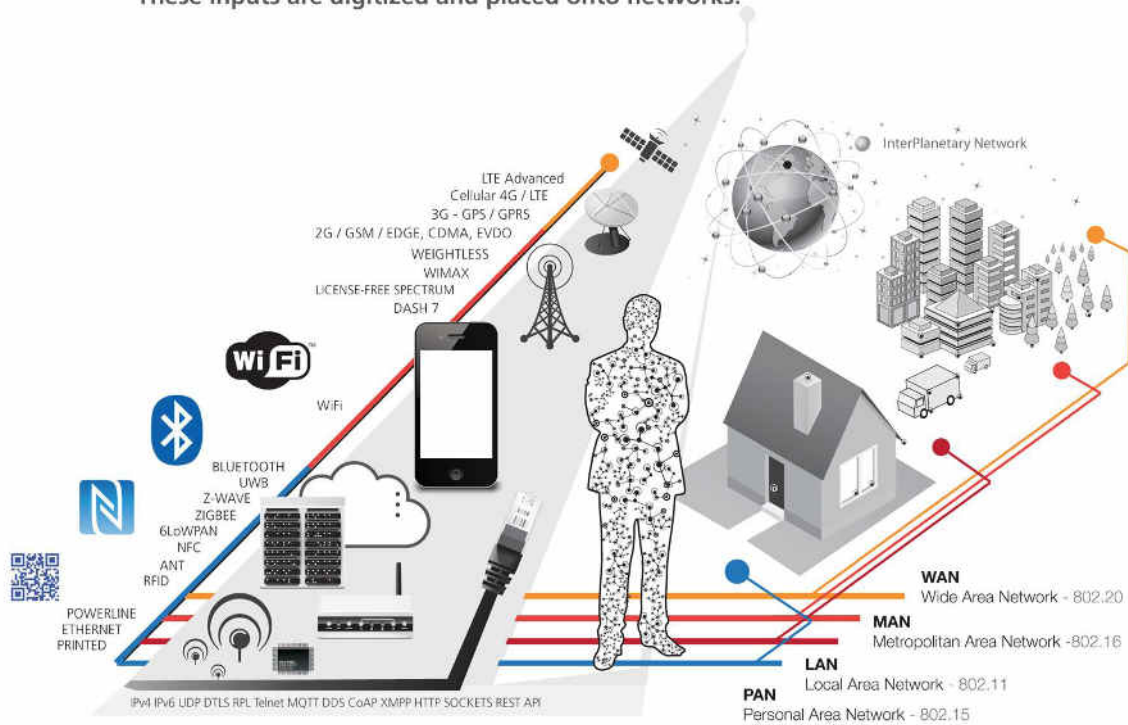 These inputs are digitized and placed onto networks.
InterPlanetary Network
LTE Advanced
Cellular 4G / LTE
3G - GPS / GPRS
2G / GSM / EDGE, CDMA, EVDO
WEIGHTLESS
WIMAX
LICENSE-FREE SPECTRUM
DASH 7
Wi Fi
WiFi
BLUETOOTH
UWB
Z-WAVE
ZIGBEE
6LoWPAN
NFC
ANT
RFID
POWERLINE
ETHERNET
PRINTED
WAN
Wide Area Network - 802.20
MAN
Metropolitan Area Network -802.16
LAN
Local Area Network - 802.11
PAN
Personal Area Network - 802.15
IPv4 IPv6 UDP DTLS RPL Telnet MQTT DDS CoAP XMPP HTTP SOCKETS REST API